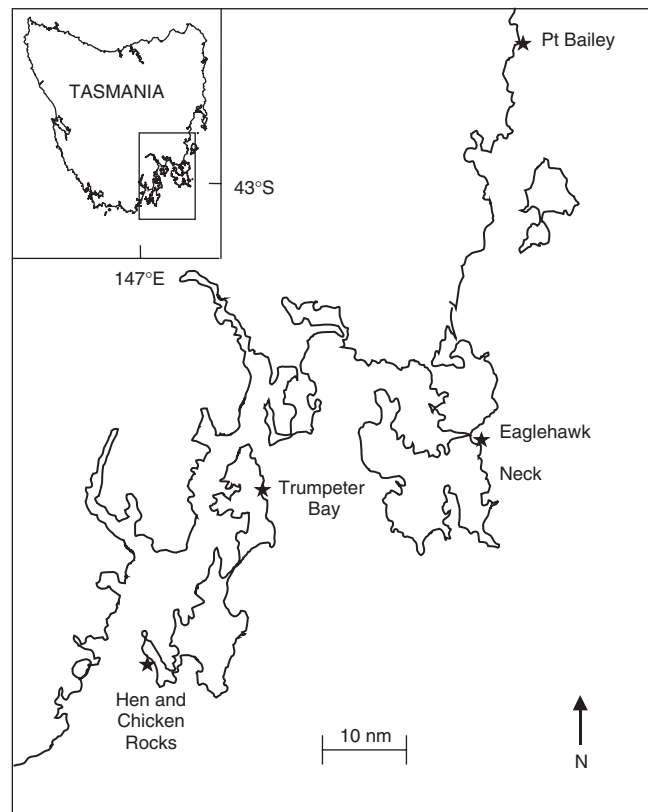 Pt Bailey
TASMANIA
43°S
147°E
Eaglehawk
Neck
Trumpeter
Bay
Hen and
Chicken
Rocks
10 nm
N